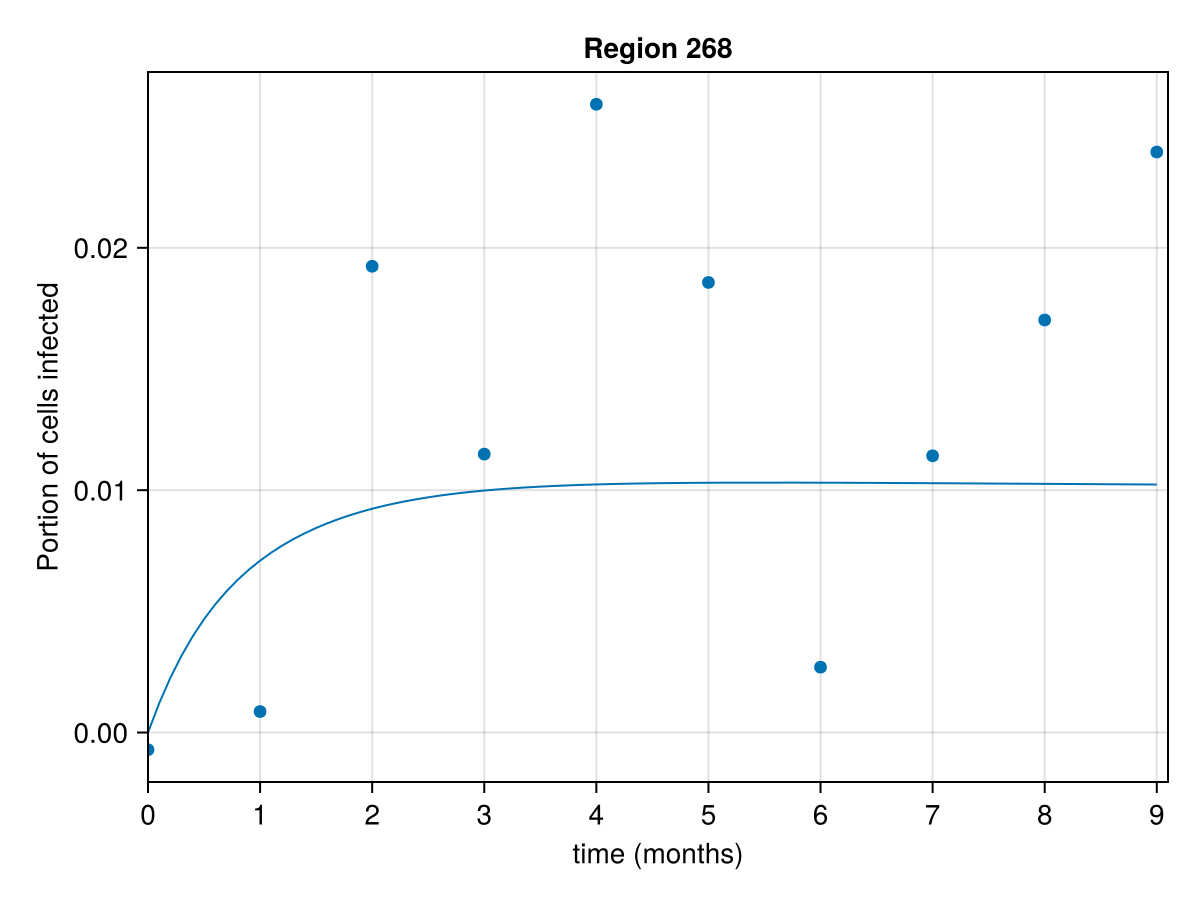 Region 268
Portion of cells infected
0.02
0.01
0.00
0 1 2 3 4 5 6 7 8 9
time (months)